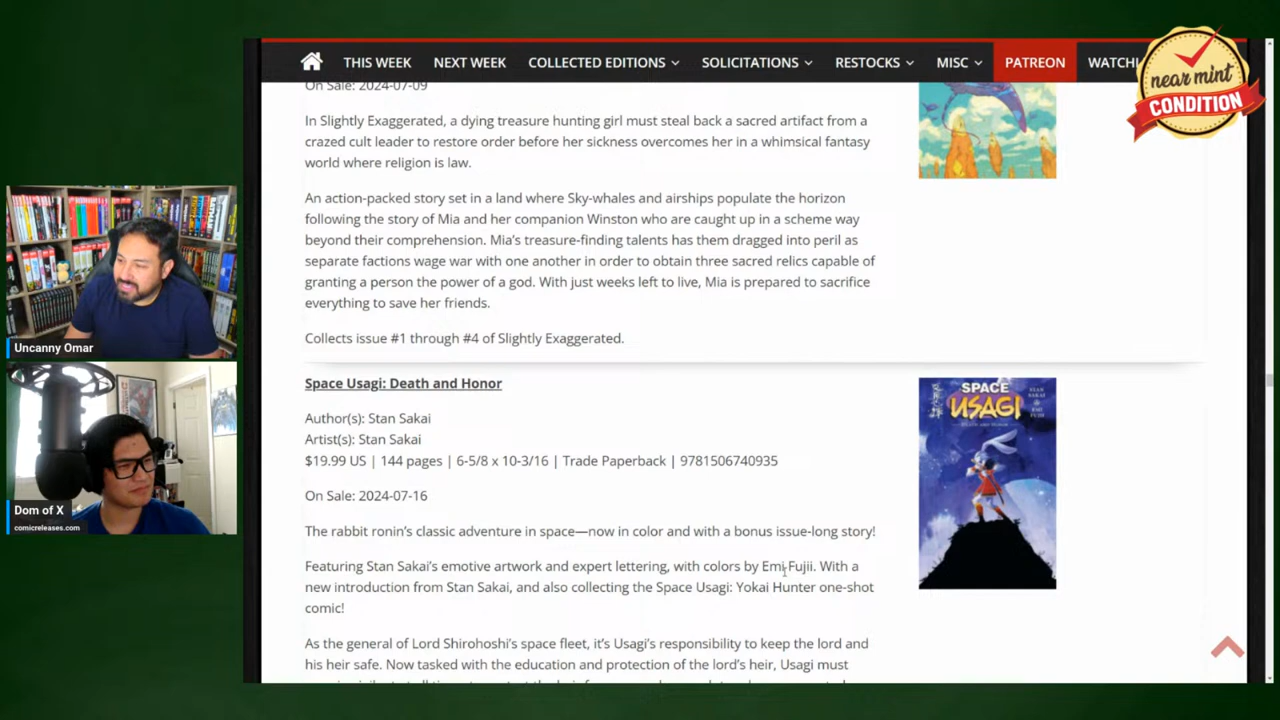 THIS WEEK NEXT WEEK COLLECTED EDITIONS SOLICITATIONS RESTOCKS MISC PATREON WATCHL
near mint
CONDITION
On Sale: 2024-07-09
In Slightly Exaggerated, a dying treasure hunting girl must steal back a sacred artifact from a
crazed cult leader to restore order before her sickness overcomes her in a whimsical fantasy
world where religion is law.
An action-packed story set in a land where Sky-whales and airships populate the horizon
following the story of Mia and her companion Winston who are caught up in a scheme way
beyond their comprehension. Mia's treasure-finding talents has them dragged into peril as
separate factions wage war with one another in order to obtain three sacred relics capable of
granting a person the power of a god. With just weeks left to live, Mia is prepared to sacrifice
everything to save her friends.
Collects issue #1 through #4 of Slightly Exaggerated.
Uncanny Omar
Dom of X
comicreleases.com
Space Usagi: Death and Honor
Author(s): Stan Sakai
Artist(s): Stan Sakai
$19.99 US | 144 pages | 6-5/8 x 10-3/16 | Trade Paperback | 9781506740935
On Sale: 2024-07-16
The rabbit ronin's classic adventure in space—now in color and with a bonus issue-long story!
Featuring Stan Sakai's emotive artwork and expert lettering, with colors by Emi Fujii. With a
new introduction from Stan Sakai, and also collecting the Space Usagi: Yokai Hunter one-shot
comic!
As the general of Lord Shirohoshi's space fleet, it's Usagi's responsibility to keep the lord and
his heir safe. Now tasked with the education and protection of the lord's heir, Usagi must
SPACE
USAGI
STAN
SAKAI
EMI
FUJII